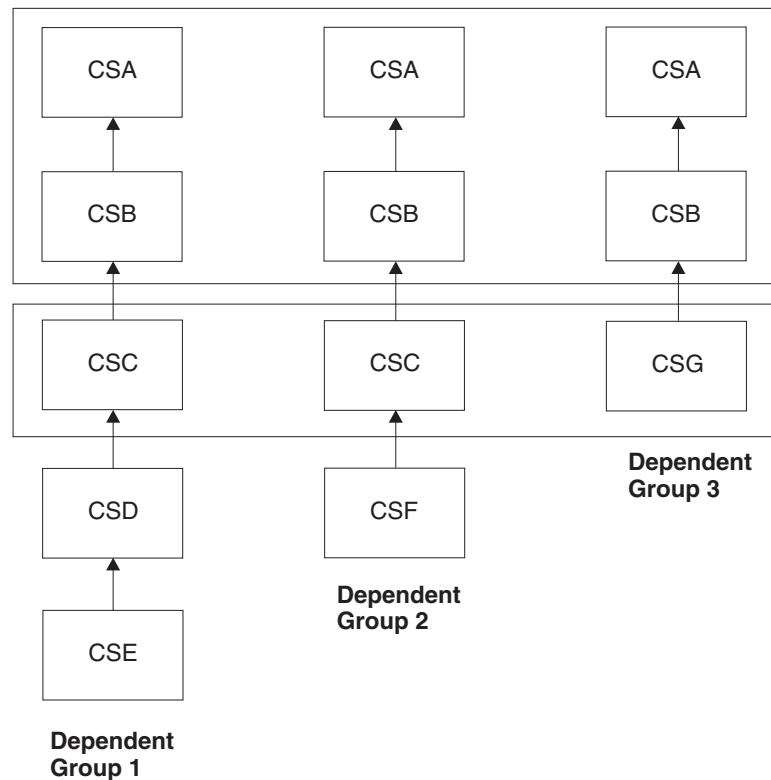 CSA
CSA
CSA
CSB
CSB
CSB
CSC
CSC
CSG
Dependent
Group 3
CSD
CSF
Dependent
Group 2
CSE
Dependent
Group 1